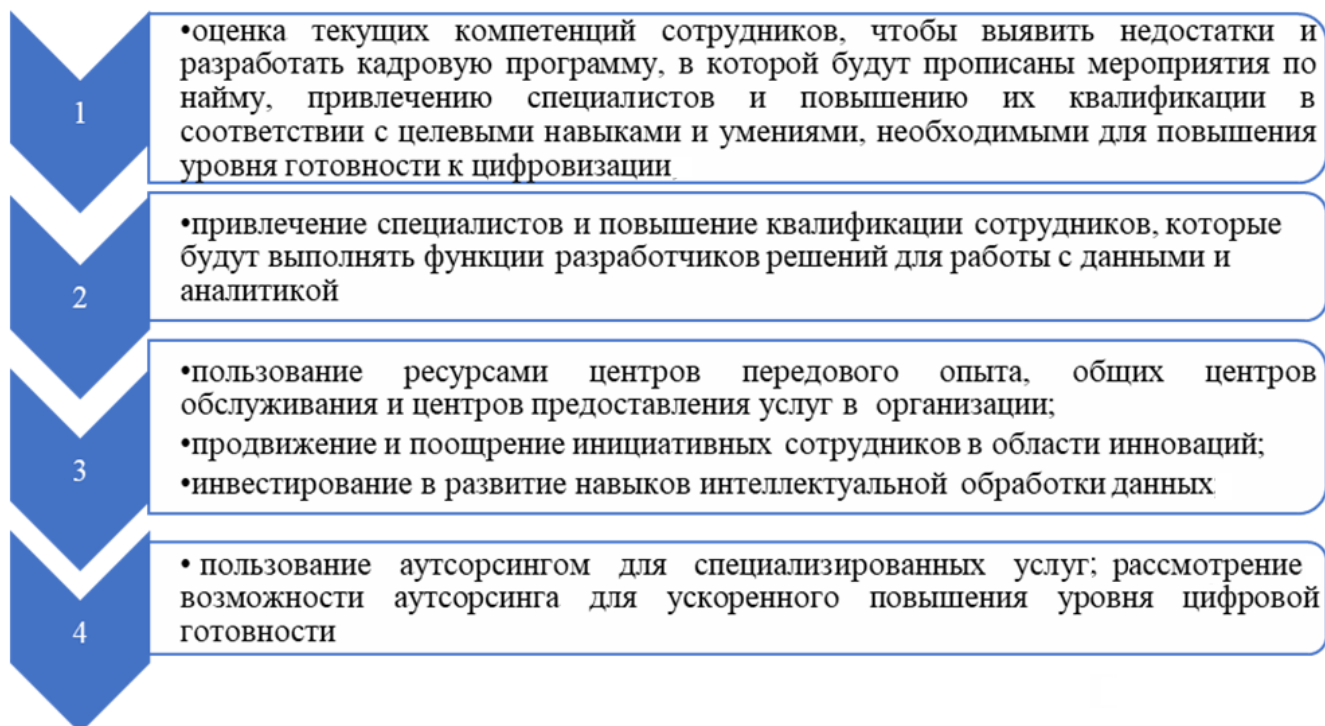 1
•оценка текущих компетенций сотрудников, чтобы выявить недостатки и
разработать кадровую программу, в которой будут прописаны мероприятия по
найму, привлечению специалистов и повышению их квалификации в
соответствии с целевыми навыками и умениями, необходимыми для повышения
уровня готовности к цифровизации
2
•привлечение специалистов и повышение квалификации сотрудников, которые
будут выполнять функции разработчиков решений для работы с данными и
аналитикой
3
•пользование ресурсами центров передового опыта, общих центров
обслуживания и центров предоставления услуг в организации;
•продвижение и поощрение инициативных сотрудников в области инноваций;
•инвестирование в развитие навыков интеллектуальной обработки данных
4
• пользование аутсорсингом для специализированных услуг; рассмотрение
возможности аутсорсинга для ускоренного повышения уровня цифровой
готовности